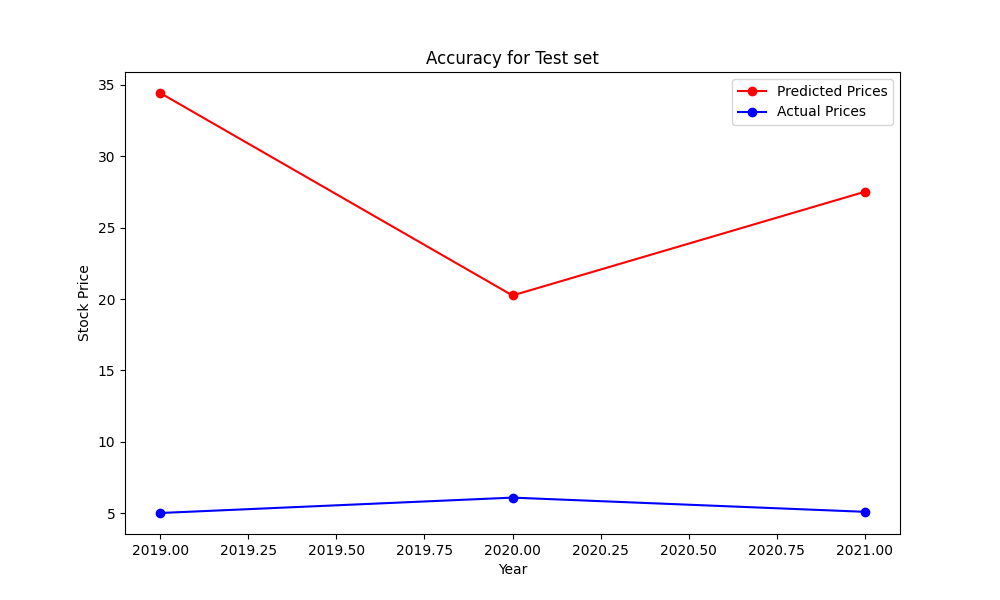 Accuracy for Test set
Predicted Prices
Actual Prices
Stock Price
35
30
25
20
15
10
5
2019.00 2019.25 2019.50 2019.75 2020.00 2020.25 2020.50 2020.75 2021.00
Year